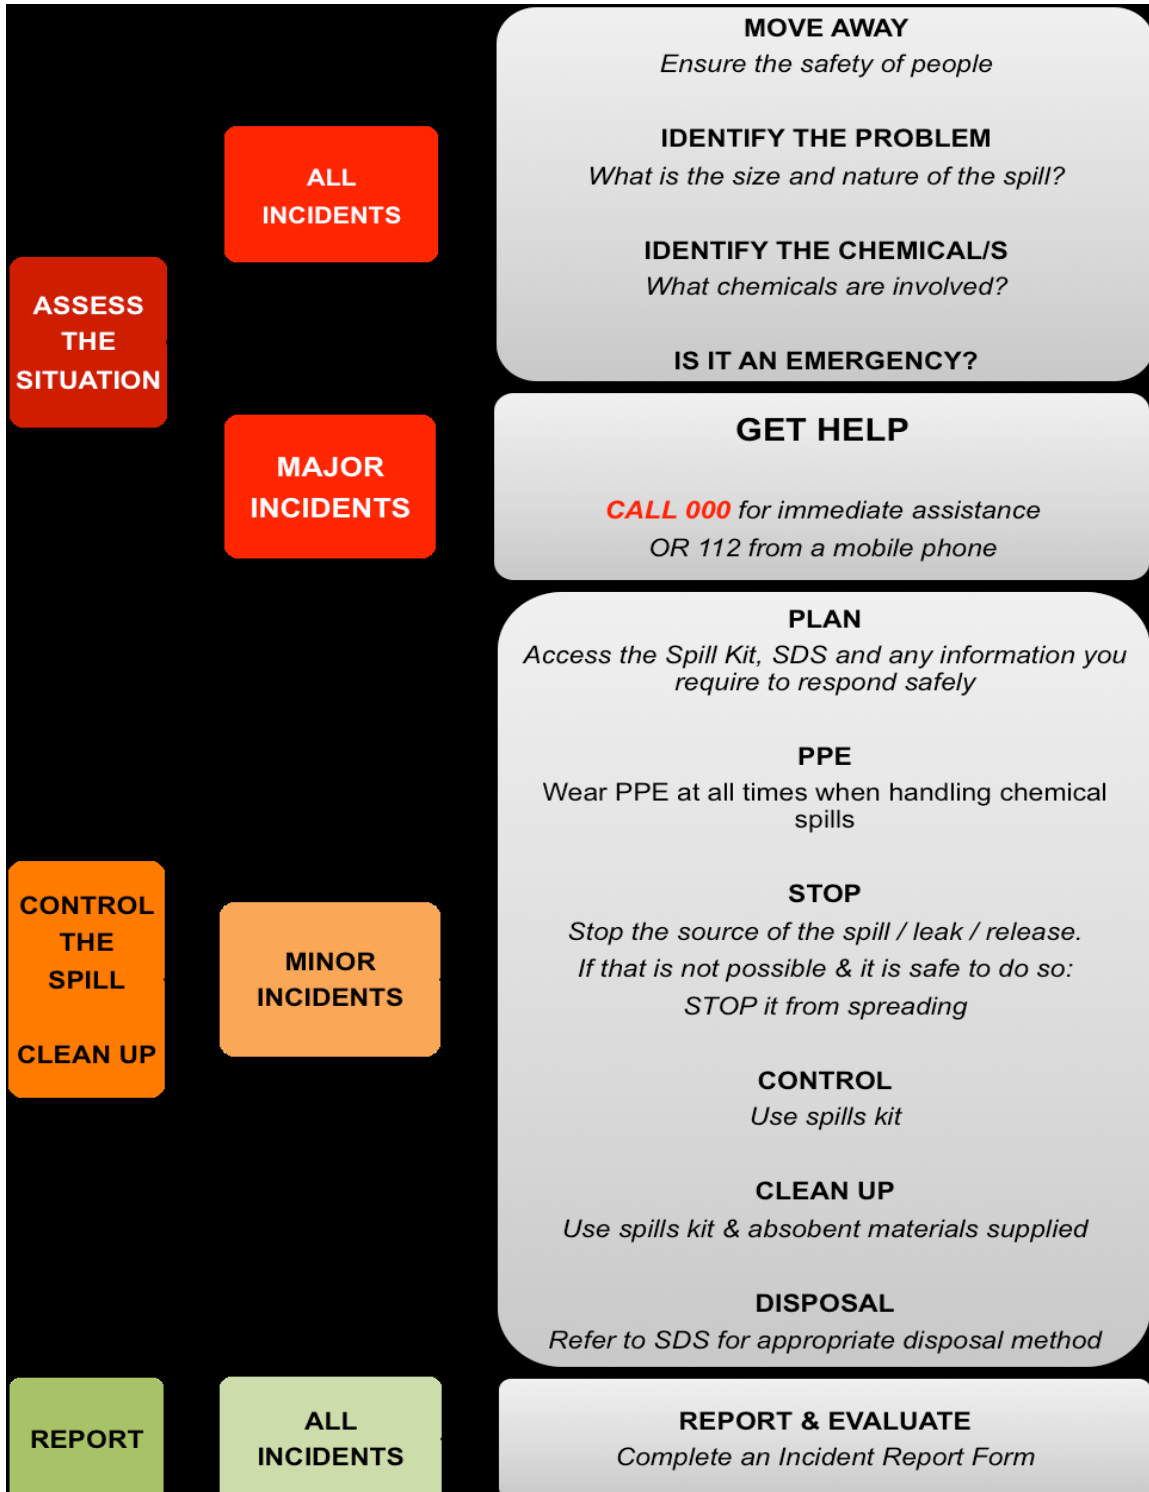 ASSESS
THE
SITUATION
ALL
INCIDENTS
MOVE AWAY
Ensure the safety of people
IDENTIFY THE PROBLEM
What is the size and nature of the spill?
IDENTIFY THE CHEMICAL/S
What chemicals are involved?
IS IT AN EMERGENCY?
MAJOR
INCIDENTS
GET HELP
CALL 000 for immediate assistance
OR 112 from a mobile phone
CONTROL
THE
SPILL
CLEAN UP
MINOR
INCIDENTS
PLAN
Access the Spill Kit, SDS and any information you
require to respond safely
PPE
Wear PPE at all times when handling chemical
spills
STOP
Stop the source of the spill / leak / release.
If that is not possible & it is safe to do so:
STOP it from spreading
CONTROL
Use spills kit
CLEAN UP
Use spills kit & absobent materials supplied
DISPOSAL
Refer to SDS for appropriate disposal method
REPORT
ALL
INCIDENTS
REPORT & EVALUATE
Complete an Incident Report Form